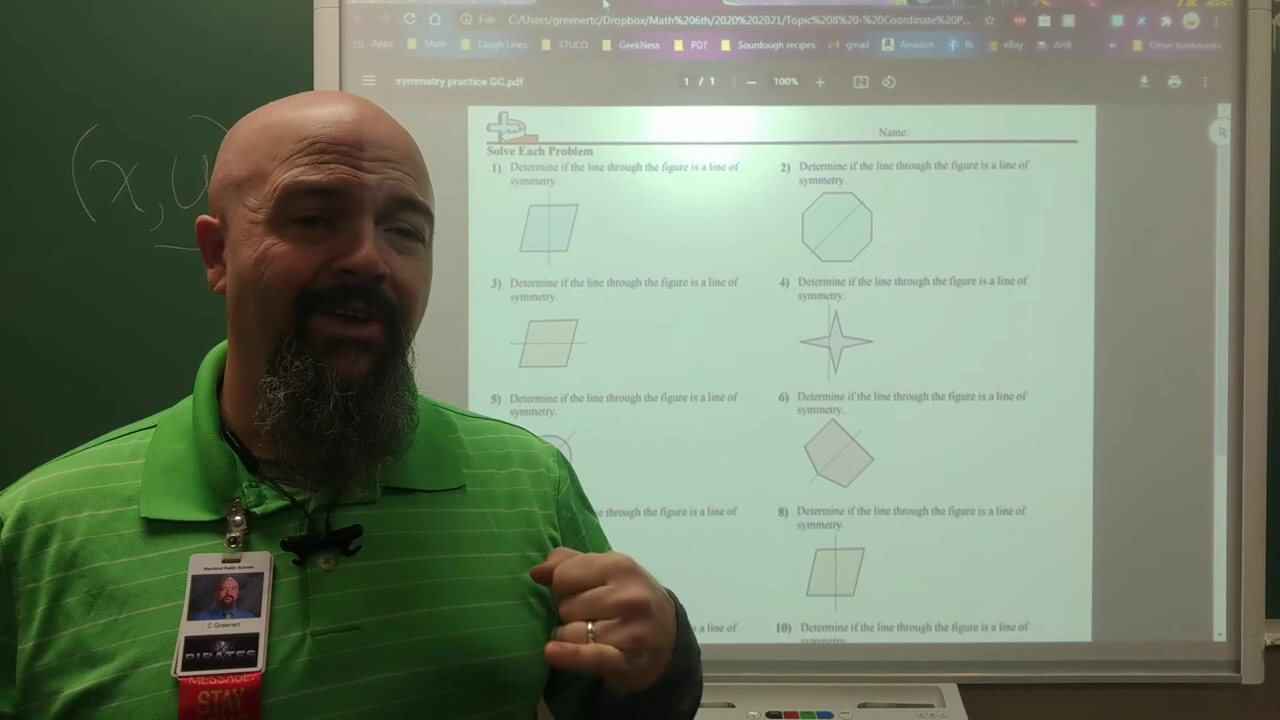 File C:/Users/greenertc/Dropbox/Math%206th/2020%202021/Topic%208%20-%20Coordinate%20P...
Apps Math Laugh Lines STUCO GeekNess PD? Sourdough recipes gmail Amazon fb eBay AHB Other bookmarks
symmetry practice GC.pdf 1 / 1 — 100% +
Name:
Solve Each Problem
1) Determine if the line through the figure is a line of
symmetry.
2) Determine if the line through the figure is a line of
symmetry.
3) Determine if the line through the figure is a line of
symmetry.
4) Determine if the line through the figure is a line of
symmetry.
5) Determine if the line through the figure is a line of
symmetry.
6) Determine if the line through the figure is a line of
symmetry.
e through the figure is a line of
8) Determine if the line through the figure is a line of
symmetry.
s a line of
10) Determine if the line through the figure is a line of
symmetry.
(x,
C Greenert
PIRATES
MESSAGE:
STAY